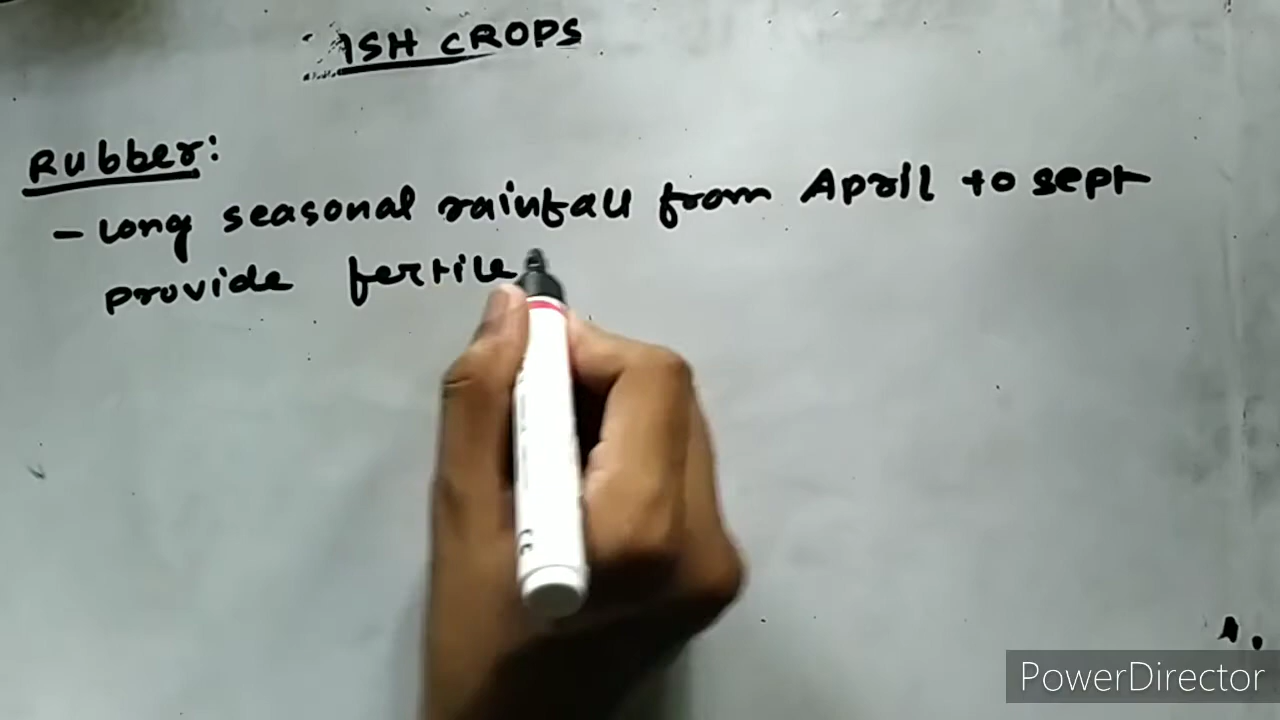 ISH CROPS
Rubber:
- Long seasonal rainfall from April to sept
provide fertile
PowerDirector